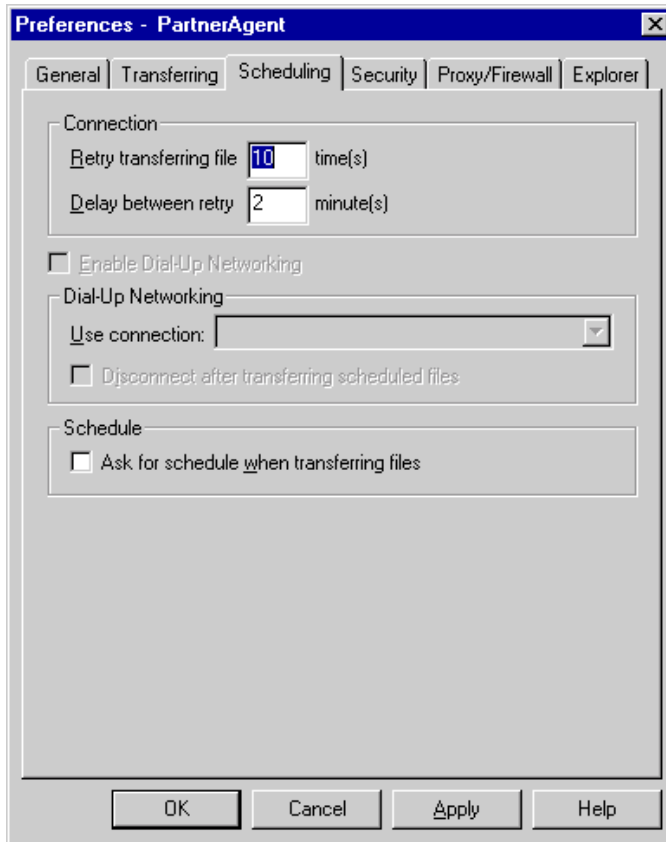 Preferences - PartnerAgent
General Transferring Scheduling Security Proxy/Firewall Explorer
Connection
Retry transferring file 10 time(s)
Delay between retry 2 minute(s)
Enable Dial-Up Networking
Dial-Up Networking
Use connection:
Disconnect after transferring scheduled files
Schedule
Ask for schedule when transferring files
OK Cancel Apply Help